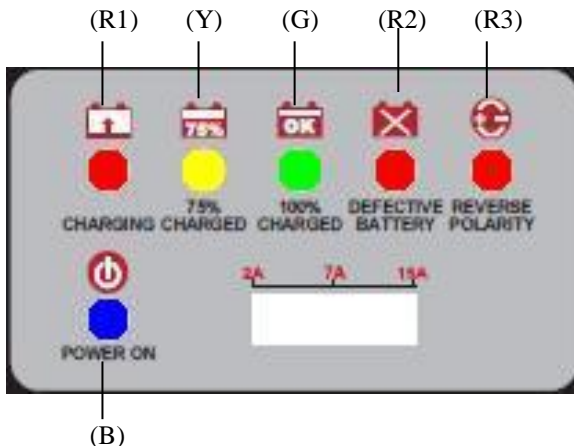 (R1) (Y) (G) (R2) (R3)
75% OK
75% 100% DEFECTIVE REVERSE
CHARGING CHARGED CHARGED BATTERY POLARITY
2A 7A 15A
POWER ON
(B)